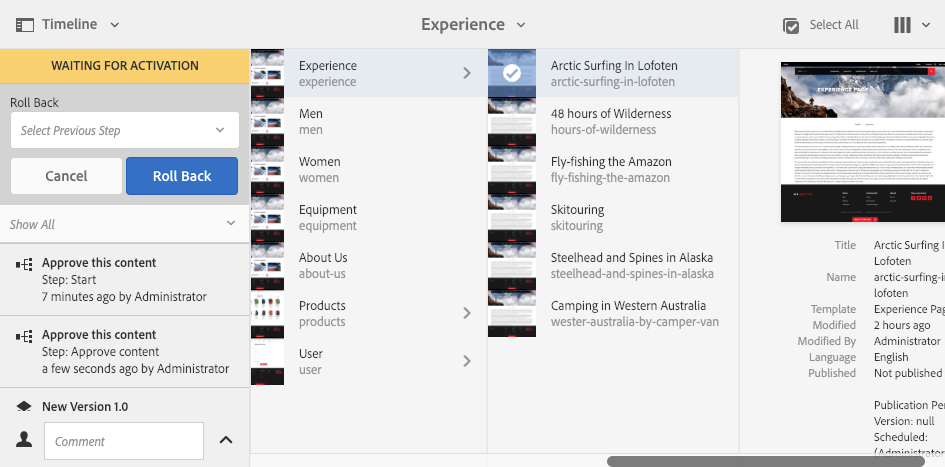 Timeline
Experience
Select All
WAITING FOR ACTIVATION
Roll Back
Select Previous Step
Cancel
Roll Back
Show All
Approve this content
Step: Start
7 minutes ago by Administrator
Approve this content
Step: Approve content
a few seconds ago by Administrator
New Version 1.0
Comment
Experience
experience
Men
men
Women
women
Equipment
equipment
About Us
about-us
Products
products
User
user
Arctic Surfing In Lofoten
arctic-surfing-in-lofoten
48 hours of Wilderness
hours-of-wilderness
Fly-fishing the Amazon
fly-fishing-the-amazon
Skitouring
skitouring
Steelhead and Spines in Alaska
steelhead-and-spines-in-alaska
Camping in Western Australia
wester-australia-by-camper-van
EXPERIENCE PAGE
Title Arctic Surfing I
Lofoten
Name arctic-surfing-i
lofoten
Template Experience Pag
Modified 2 hours ago
Modified By Administrator
Language English
Published Not published
Publication Pe
Version: null
Scheduled:
(Administrator